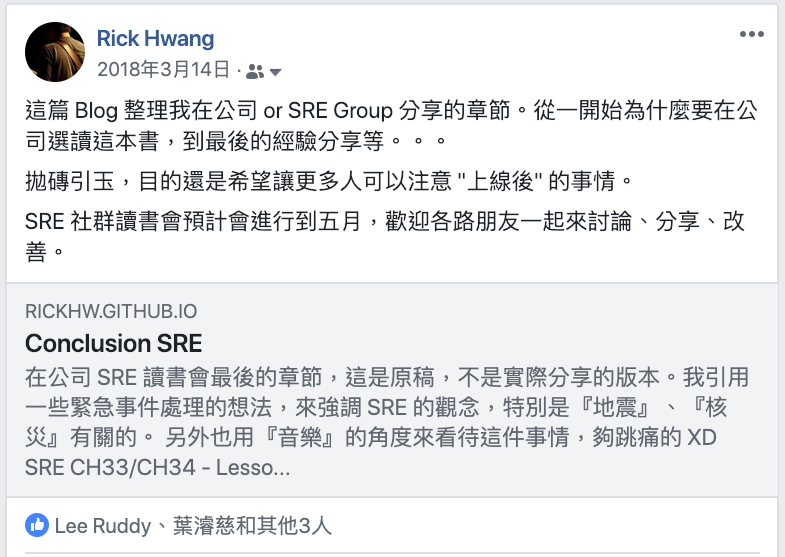 Rick Hwang
2018年3月14日 ·
這篇 Blog 整理我在公司 or SRE Group 分享的章節。從一開始為什麼要在公
司選讀這本書，到最後的經驗分享等。。。
拋磚引玉，目的還是希望讓更多人可以注意 "上線後" 的事情。
SRE 社群讀書會預計會進行到五月，歡迎各路朋友一起來討論、分享、改
善。
RICKHW.GITHUB.IO
Conclusion SRE
在公司 SRE 讀書會最後的章節，這是原稿，不是實際分享的版本。我引用
一些緊急事件處理的想法，來強調 SRE 的觀念，特別是『地震』、『核
災』有關的。 另外也用『音樂』的角度來看待這件事情，夠跳痛的 XD
SRE CH33/CH34 - Lesso...
Lee Ruddy、葉濬慈和其他3人